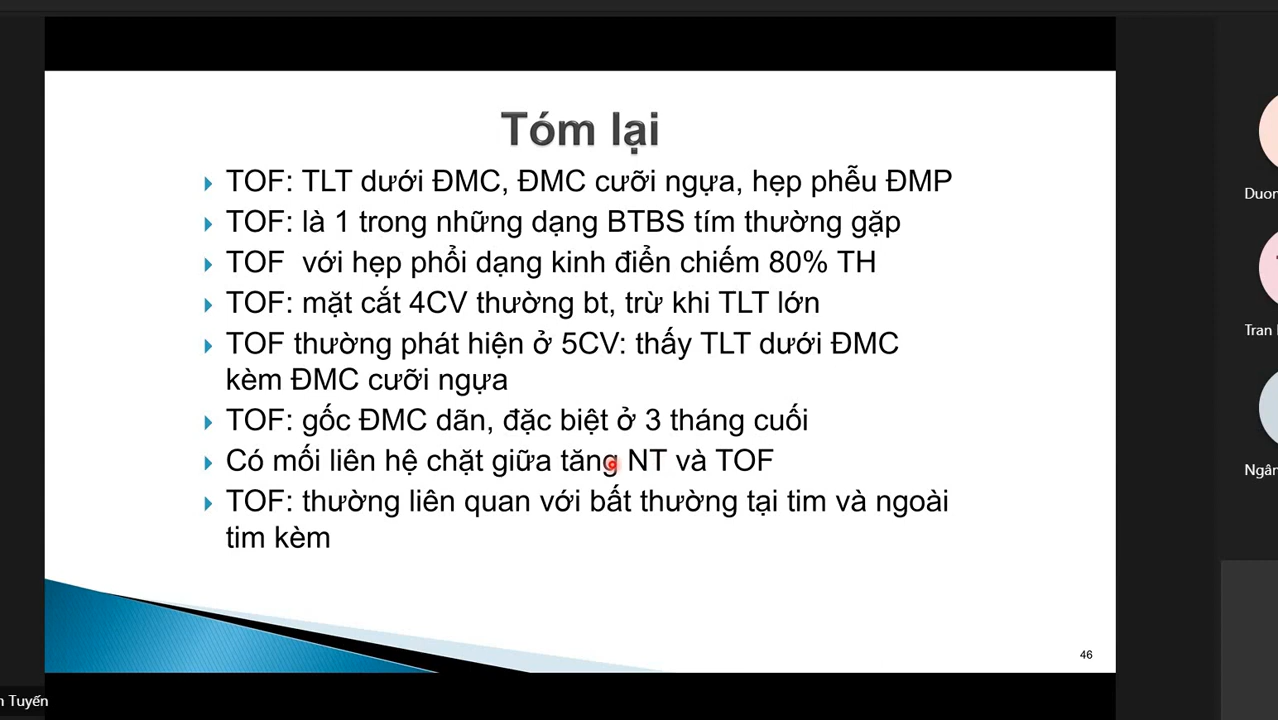 Tóm lại
TOF: TLT dưới ĐMC, ĐMC cưỡi ngựa, hẹp phễu ĐMP
TOF: là 1 trong những dạng BTBS tím thường gặp
TOF với hẹp phổi dạng kinh điển chiếm 80% TH
TOF: mặt cắt 4CV thường bt, trừ khi TLT lớn
TOF thường phát hiện ở 5CV: thấy TLT dưới ĐMC
kèm ĐMC cưỡi ngựa
TOF: gốc ĐMC dãn, đặc biệt ở 3 tháng cuối
Có mối liên hệ chặt giữa tăng NT và TOF
TOF: thường liên quan với bất thường tại tim và ngoài
tim kèm
46
Duon
Tran
Ngân
n Tuyến